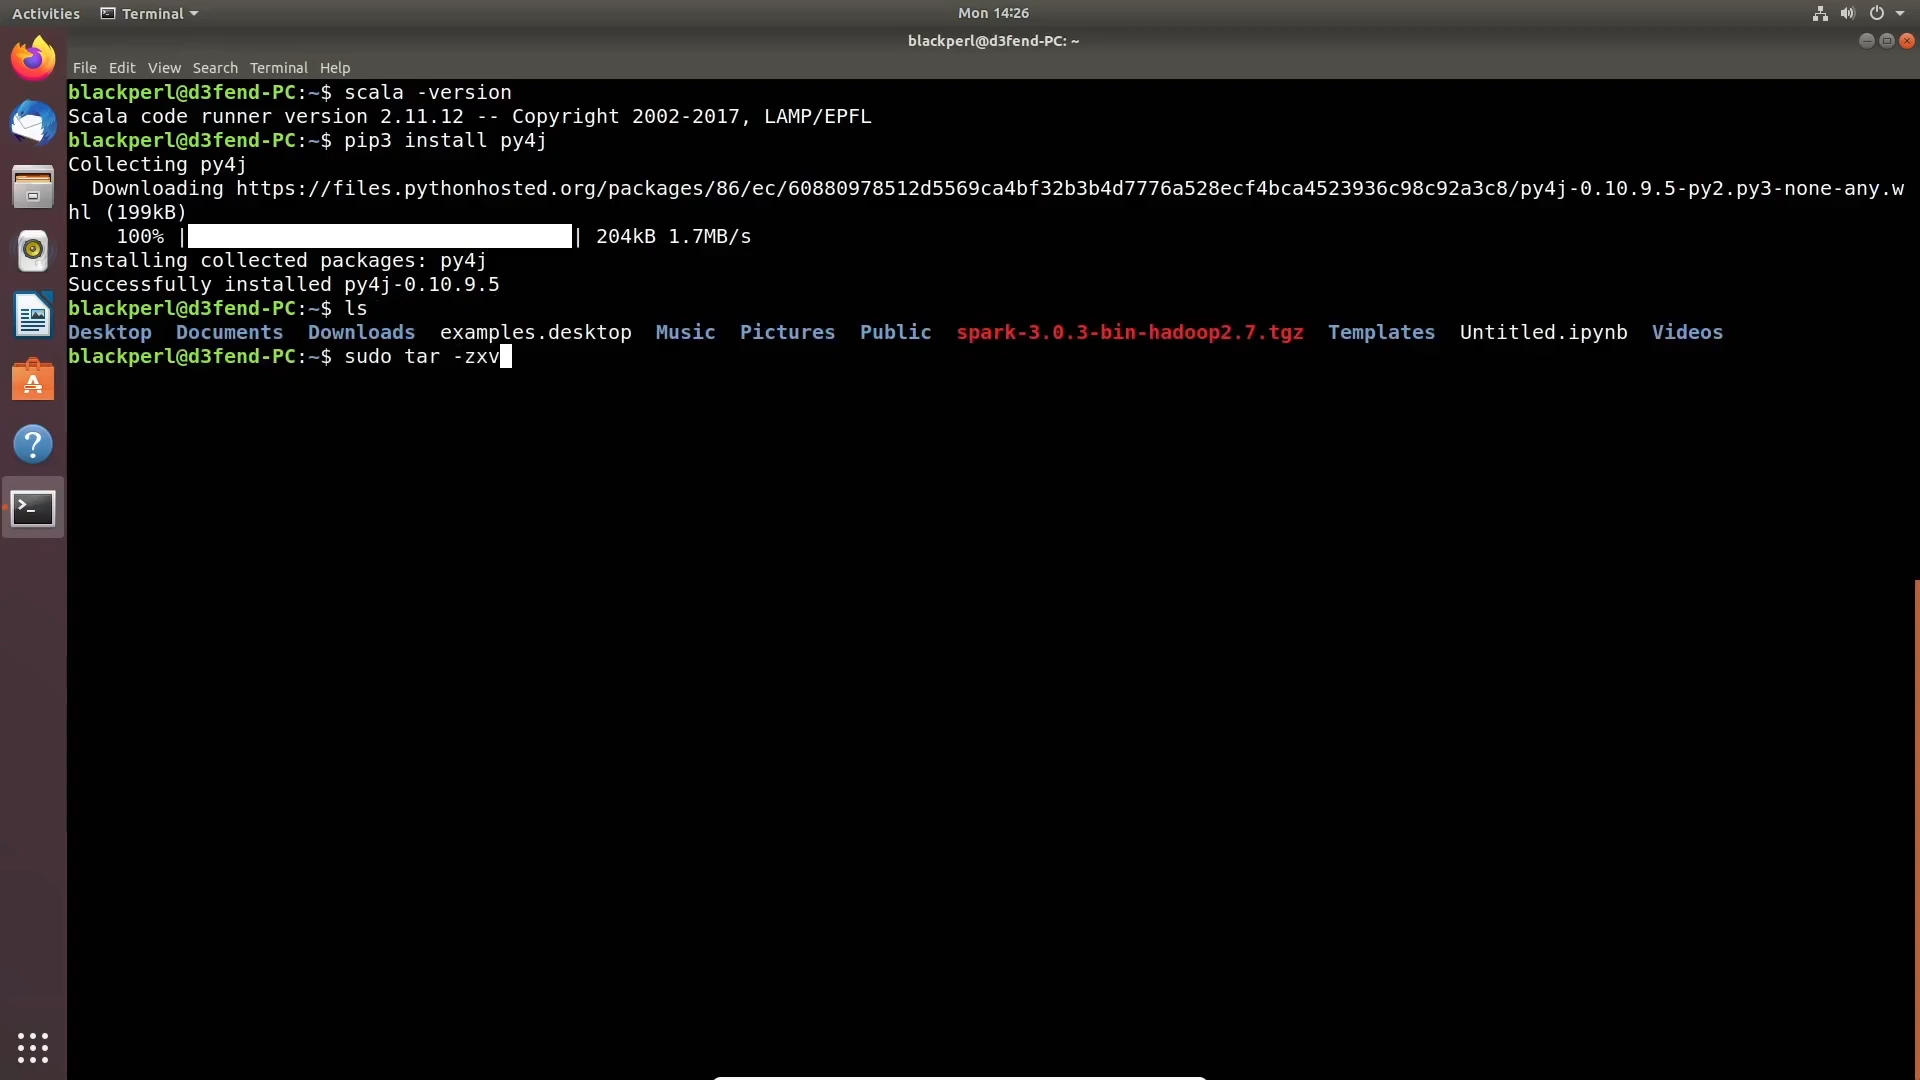 Activities Terminal Mon 14:26
blackperl@d3fend-PC: ~
File Edit View Search Terminal Help
blackperl@d3fend-PC:~$ scala -version
Scala code runner version 2.11.12 -- Copyright 2002-2017, LAMP/EPFL
blackperl@d3fend-PC:~$ pip3 install py4j
Collecting py4j
  Downloading https://files.pythonhosted.org/packages/86/ec/60880978512d5569ca4bf32b3b4d7776a528ecf4bca4523936c98c92a3c8/py4j-0.10.9.5-py2.py3-none-any.w
hl (199kB)
    100% |████████████████████████████████| 204kB 1.7MB/s
Installing collected packages: py4j
Successfully installed py4j-0.10.9.5
blackperl@d3fend-PC:~$ ls
Desktop  Documents  Downloads  examples.desktop  Music  Pictures  Public  spark-3.0.3-bin-hadoop2.7.tgz  Templates  Untitled.ipynb  Videos
blackperl@d3fend-PC:~$ sudo tar -zxv